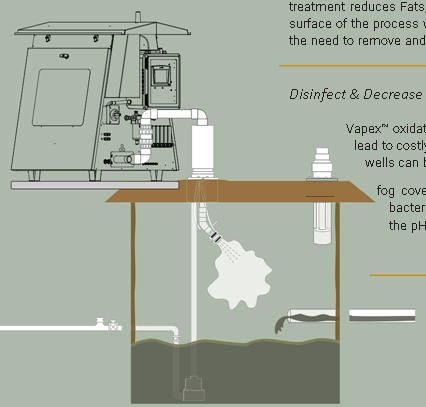 treatment reduces Fats,
surface of the process
the need to remove and
Disinfect & Decrease
Vapex™ oxidat
lead to costly
wells can b
fog cove
bacter
the pH